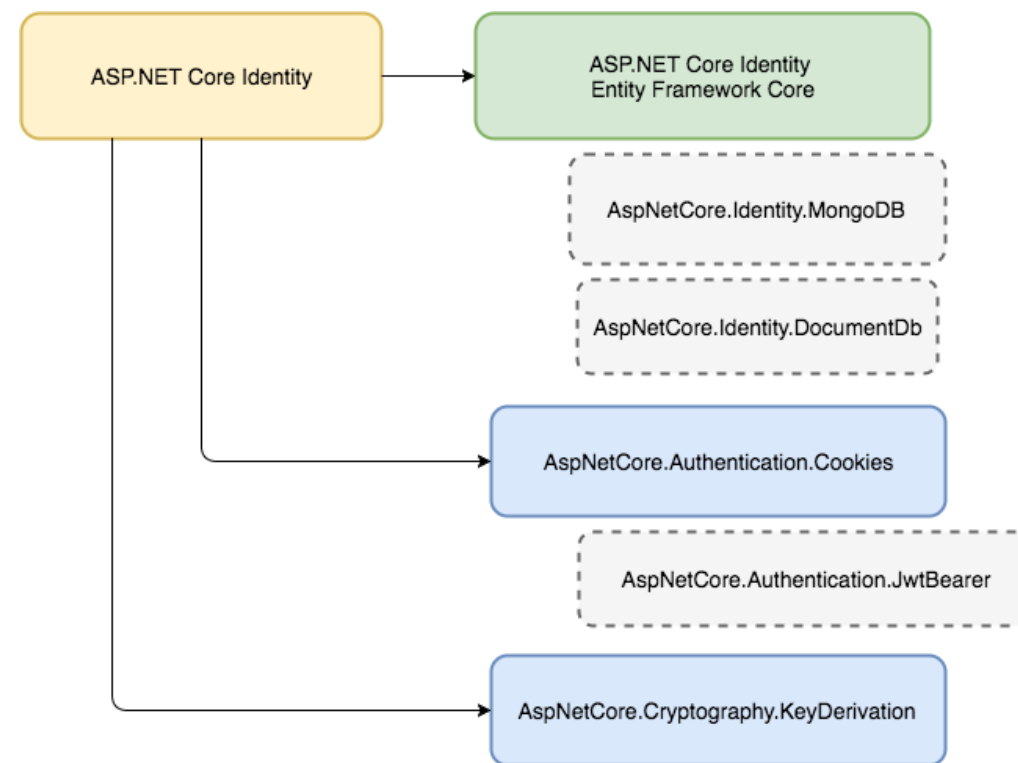 ASP.NET Core Identity
ASP.NET Core Identity
Entity Framework Core
AspNetCore.Identity.MongoDB
AspNetCore.Identity.DocumentDb
AspNetCore.Authentication.Cookies
AspNetCore.Authentication.JwtBearer
AspNetCore.Cryptography.KeyDerivation